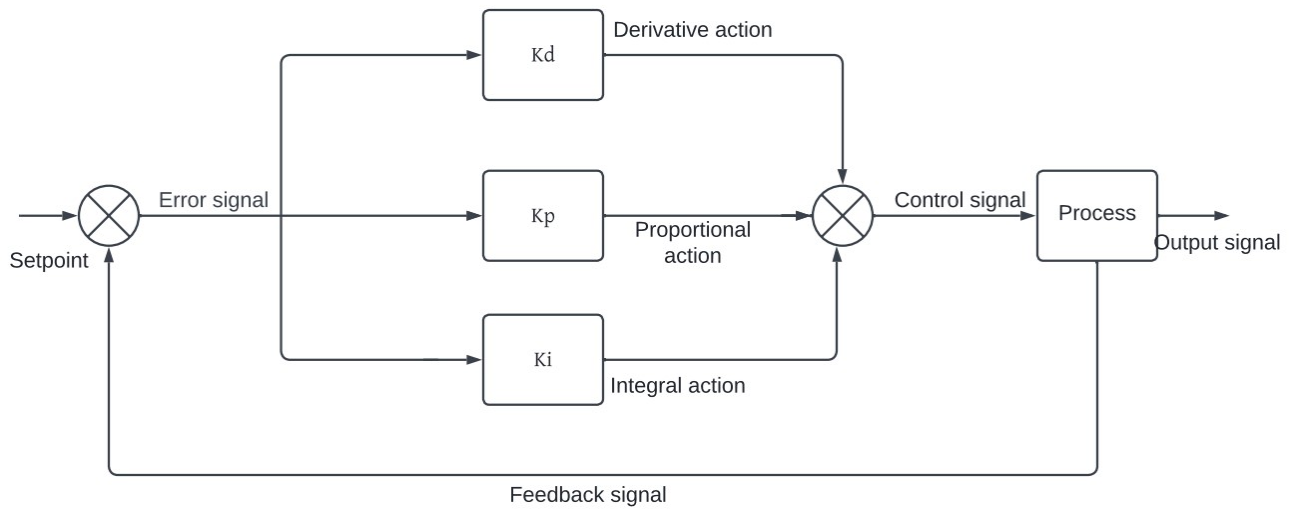 Derivative action
Kd
Error signal
Kp
Proportional
action
Control signal
Process
Output signal
Setpoint
Ki
Integral action
Feedback signal